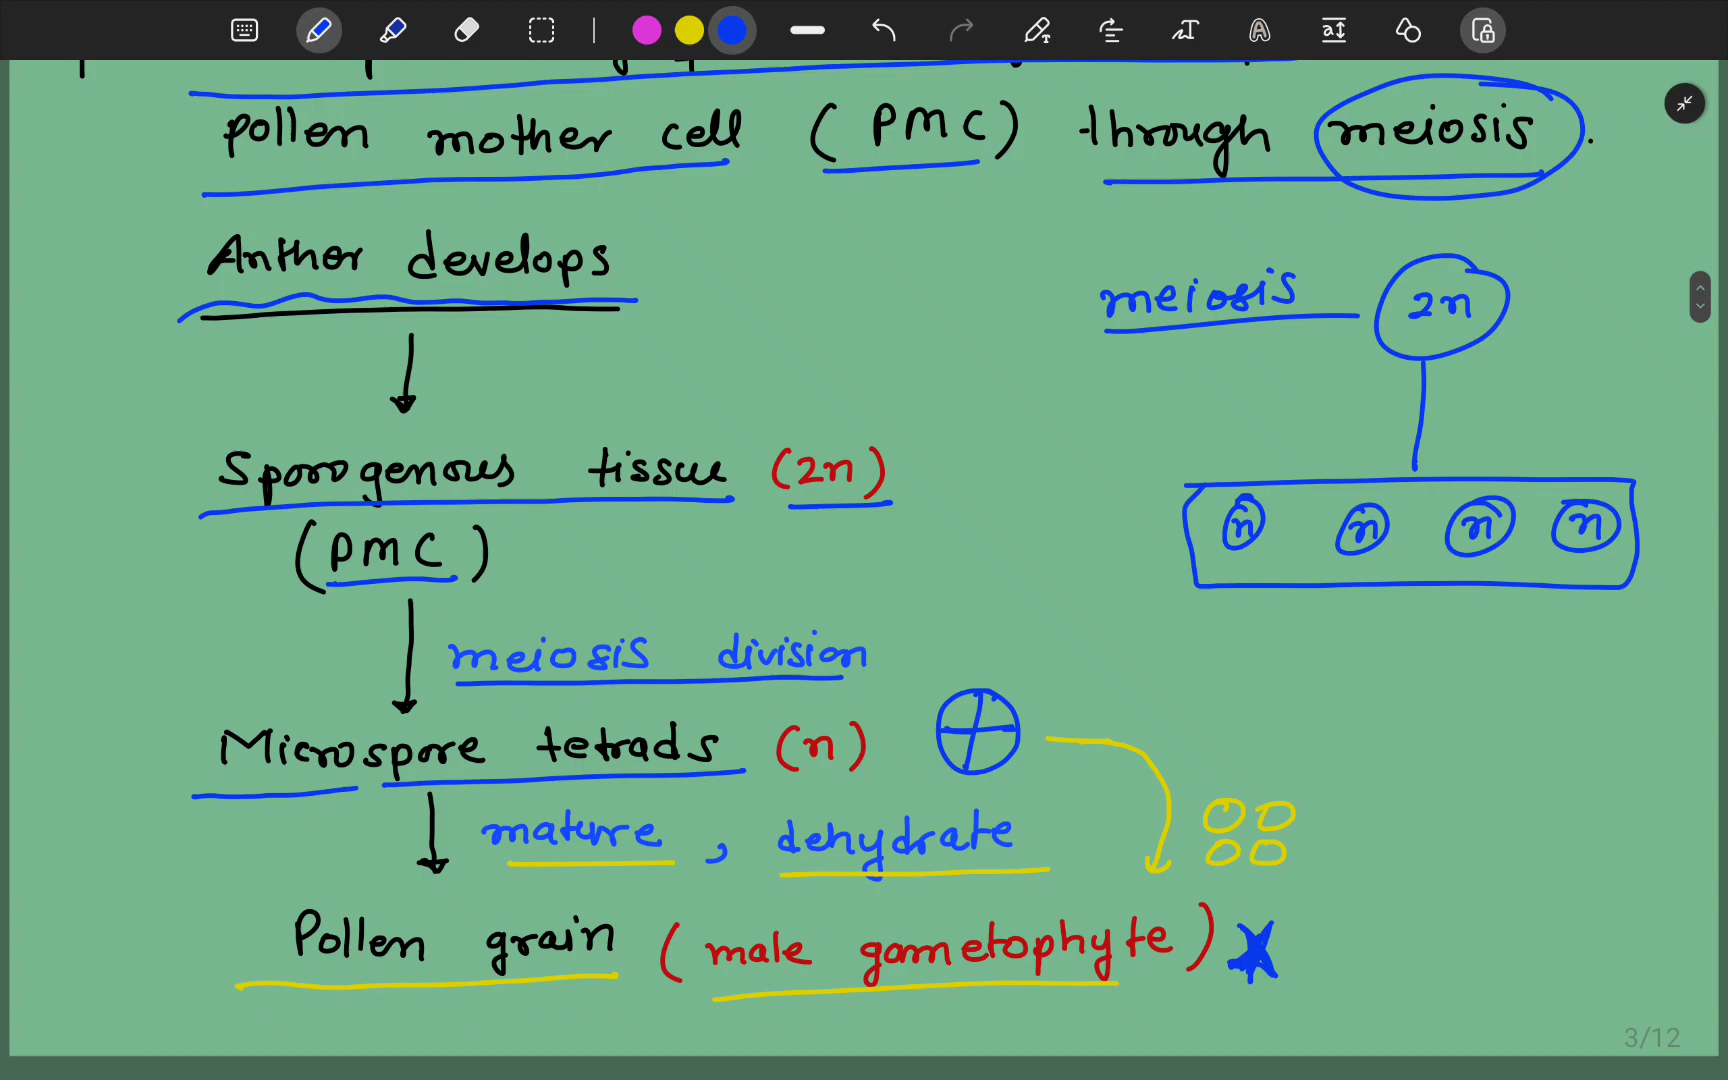 pollen mother cell (PMC) through meiosis.
Anther develops
meiosis 2n
Sporogenous tissue (2n)
n n n n
(PMC)
meiosis division
Microspore tetrads (n)
mature, dehydrate
Pollen grain (male gametophyte)
3/12